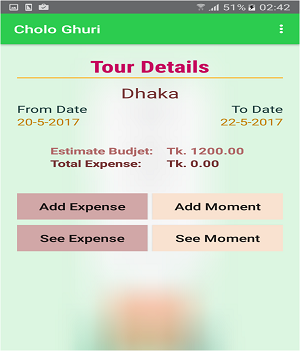 51% 02:42
Cholo Ghuri
Tour Details
Dhaka
From Date To Date
20-5-2017 22-5-2017
Estimate Budjet: Tk. 1200.00
Total Expense: Tk. 0.00
Add Expense Add Moment
See Expense See Moment